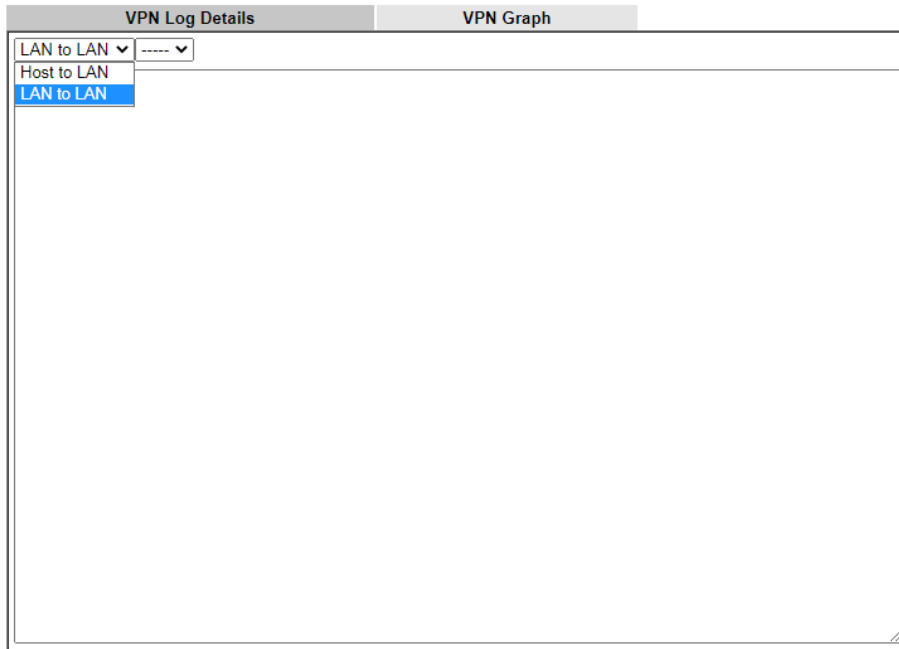 VPN Log Details VPN Graph
LAN to LAN -----
Host to LAN
LAN to LAN